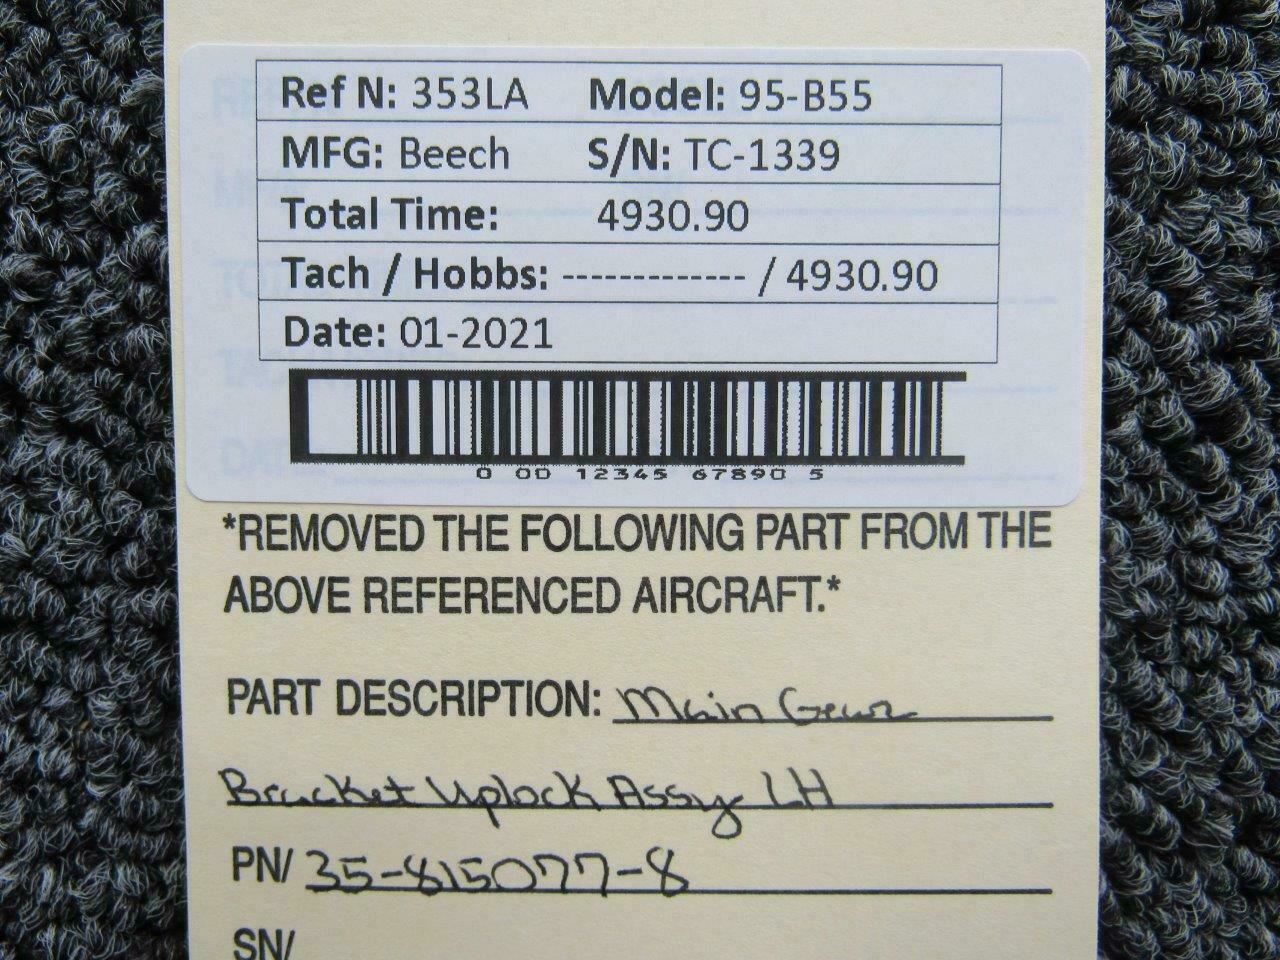 Ref N: 353LA Model: 95-B55
MFG: Beech S/N: TC-1339
Total Time: 4930.90
Tach / Hobbs: ------------- / 4930.90
Date: 01-2021
0 00 12345 67890 5
*REMOVED THE FOLLOWING PART FROM THE
ABOVE REFERENCED AIRCRAFT.*
PART DESCRIPTION: Main Gear
Bracket Uplock Assy LH
PN/ 35-815077-8
SN/